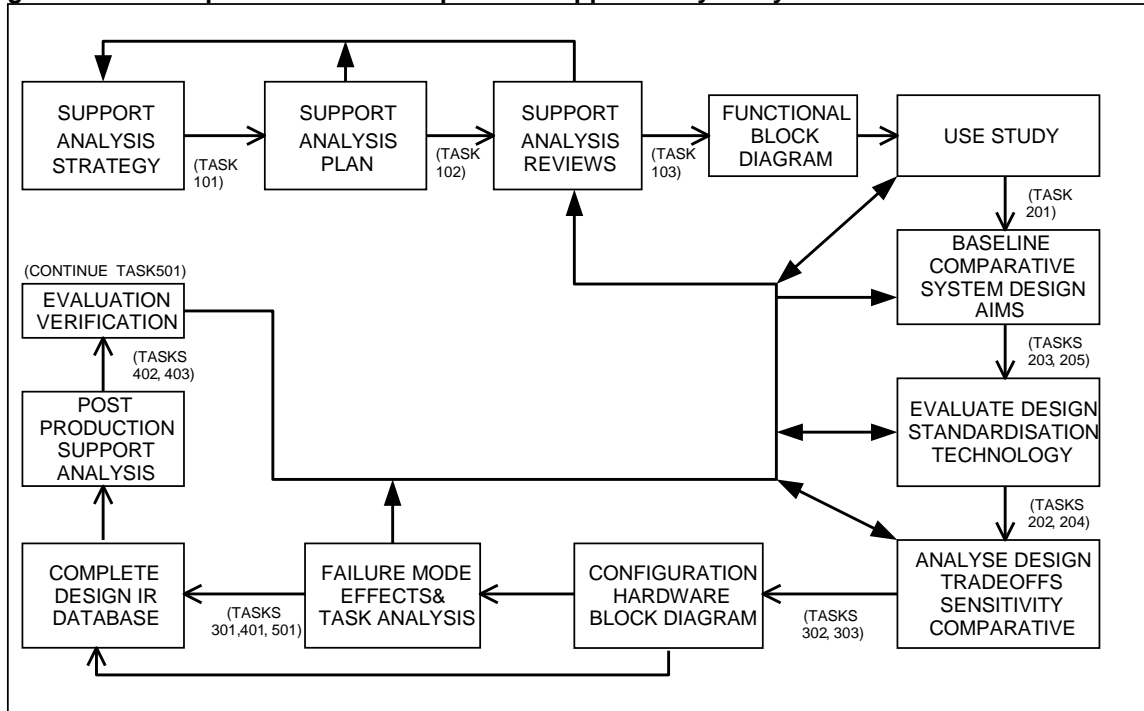 SUPPORT
ANALYSIS
STRATEGY
(TASK
101)
SUPPORT
ANALYSIS
PLAN
(TASK
102)
SUPPORT
ANALYSIS
REVIEWS
(TASK
103)
FUNCTIONAL
BLOCK
DIAGRAM
USE STUDY
(TASK
201)
BASELINE
COMPARATIVE
SYSTEM DESIGN
AIMS
(TASKS
203, 205)
EVALUATE DESIGN
STANDARDISATION
TECHNOLOGY
(TASKS
202, 204)
ANALYSE DESIGN
TRADEOFFS
SENSITIVITY
COMPARATIVE
(TASKS
302, 303)
CONFIGURATION
HARDWARE
BLOCK DIAGRAM
FAILURE MODE
EFFECTS&
TASK ANALYSIS
(TASKS
301,401, 501)
COMPLETE
DESIGN IR
DATABASE
POST
PRODUCTION
SUPPORT
ANALYSIS
(TASKS
402, 403)
(CONTINUE TASK501)
EVALUATION
VERIFICATION